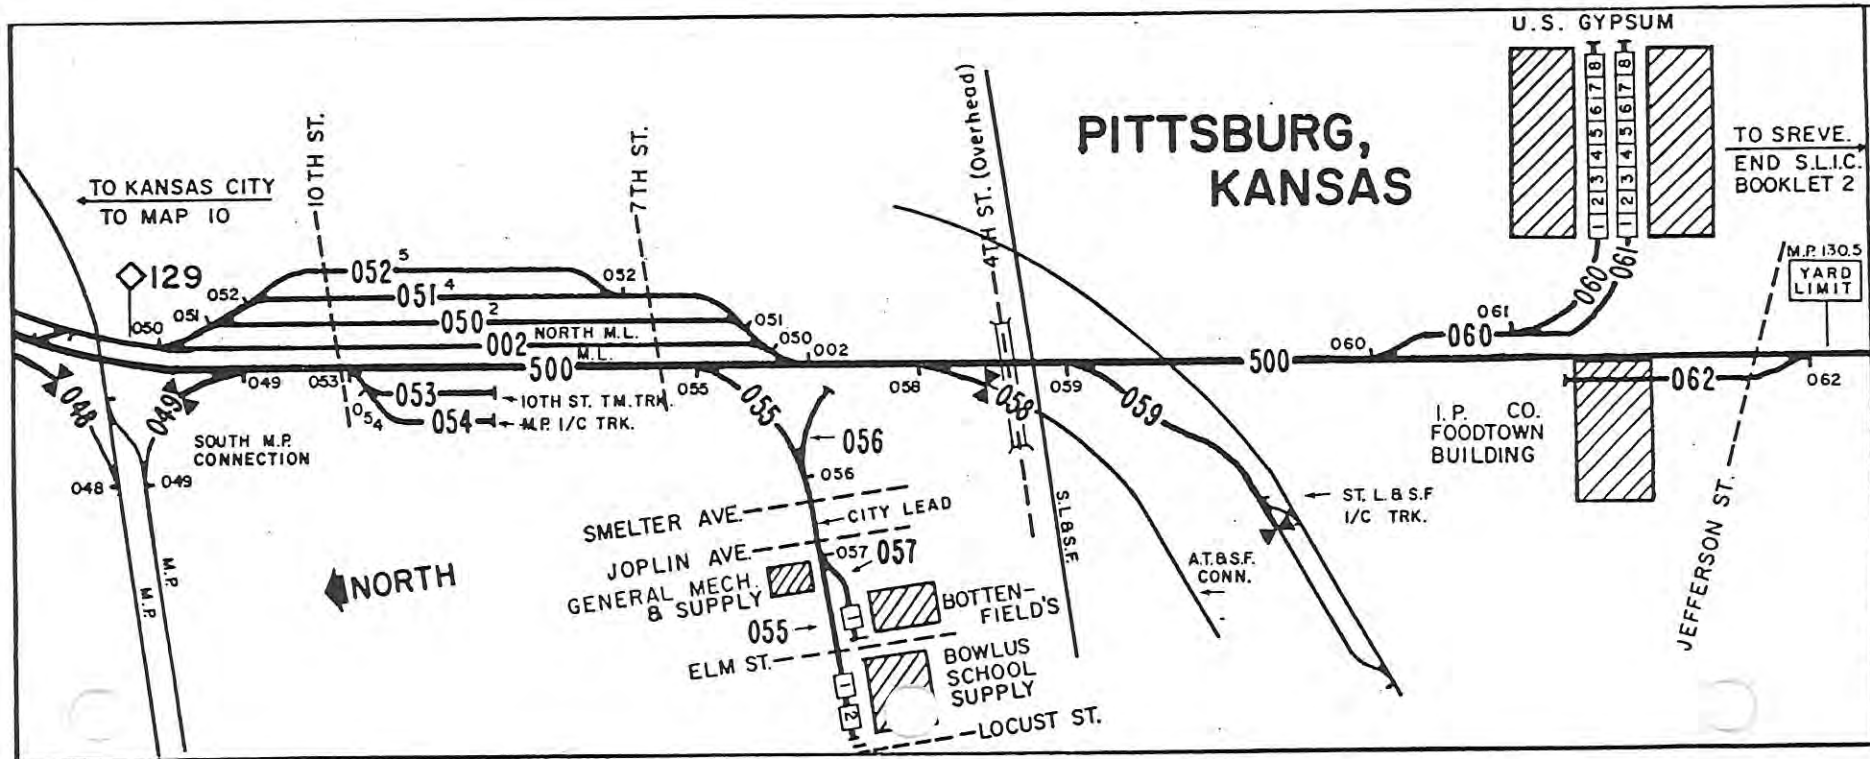 U.S. GYPSUM
1 2 3 4 5 6 7 8
1 2 3 4 5 6 7 8
PITTSBURG,
KANSAS
TO SREVE.
END S.L.I.C.
BOOKLET 2
TO KANSAS CITY
TO MAP 10
10TH ST.
7TH ST.
4TH ST. (Overhead)
M.P. 130.5
YARD
LIMIT
129
052 5
052
052
051 4
051
051
050 2
050
050
002
NORTH M.L.
M.L.
002
500
500
060
060
060
061
061
048
049
049
053
053
10TH ST. TM. TRK.
054
054
M.P. I/C TRK.
055
055
058
058
059
059
062
062
SOUTH M.P.
CONNECTION
048
049
056
056
I.P. CO.
FOODTOWN
BUILDING
SMELTER AVE.
CITY LEAD
JOPLIN AVE.
057
057
GENERAL MECH.
& SUPPLY
1
BOTTEN-
FIELD'S
055
ELM ST.
1
2
BOWLUS
SCHOOL
SUPPLY
LOCUST ST.
NORTH
M.P.
M.P.
S.L.&S.F.
A.T.&S.F.
CONN.
ST. L. & S.F
I/C TRK.
JEFFERSON ST.